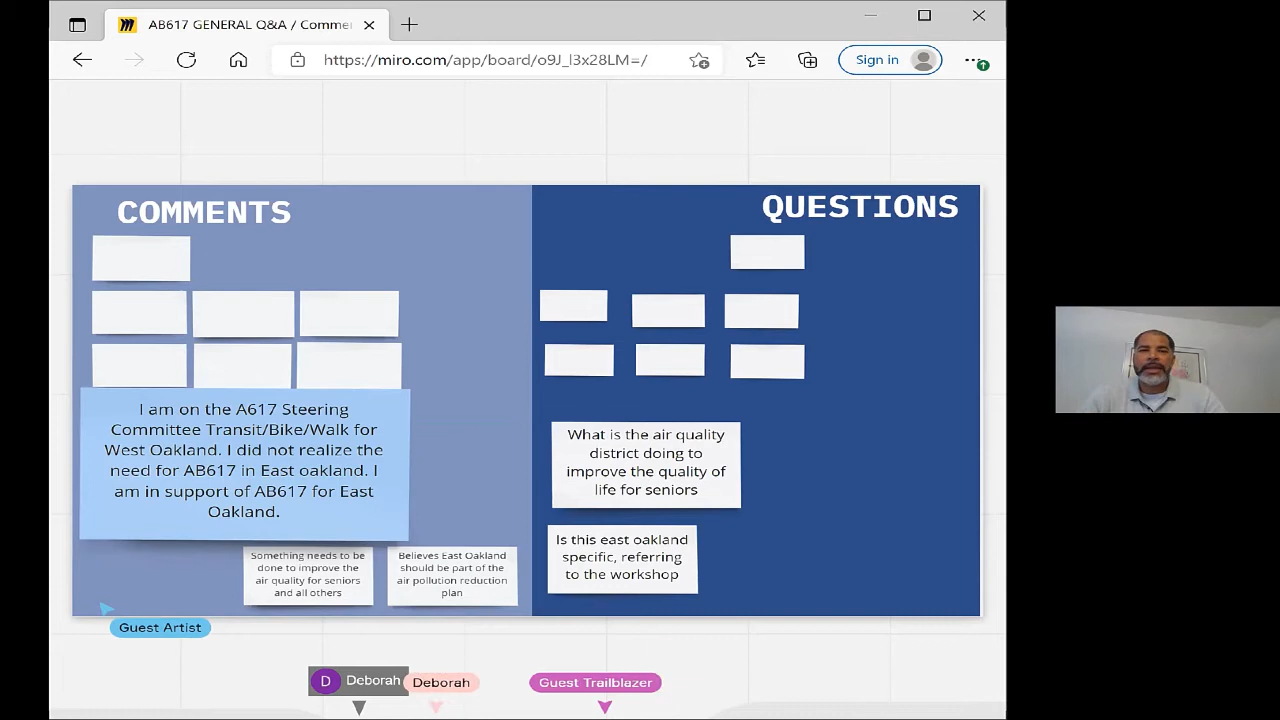 AB617 GENERAL Q&A / Comme
https://miro.com/app/board/o9J_l3x28LM=/
Sign in
COMMENTS
QUESTIONS
I am on the A617 Steering
Committee Transit/Bike/Walk for
West Oakland. I did not realize the
need for AB617 in East oakland. I
am in support of AB617 for East
Oakland.
Something needs to be
done to improve the
air quality for seniors
and all others
Believes East Oakland
should be part of the
air pollution reduction
plan
What is the air quality
district doing to
improve the quality of
life for seniors
Is this east oakland
specific, referring
to the workshop
Guest Artist
D Deborah
Deborah
Guest Trailblazer